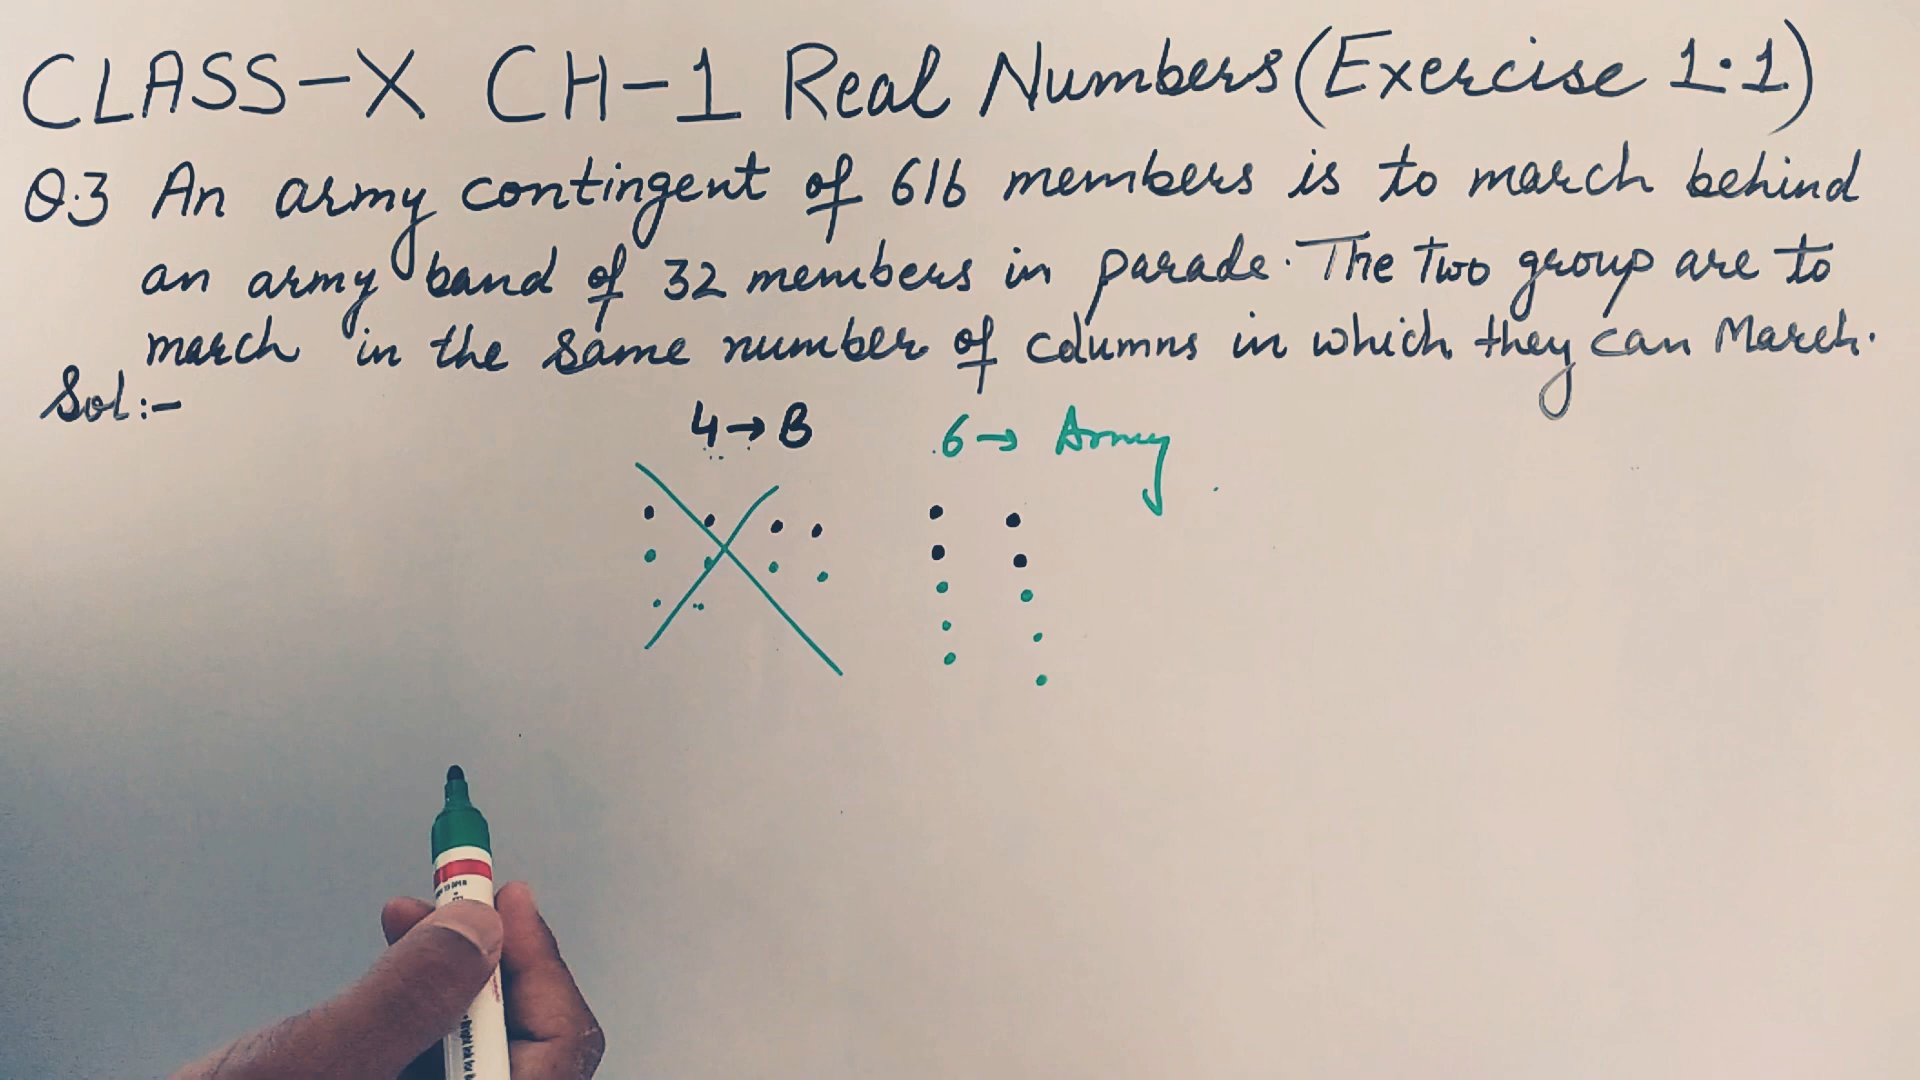 CLASS-X CH-1 Real Numbers (Exercise 1.1)
Q.3 An army contingent of 616 members is to march behind
an army band of 32 members in parade. The Two group are to
march in the same number of columns in which they can March.
Sol:-
4→B 6→ Army